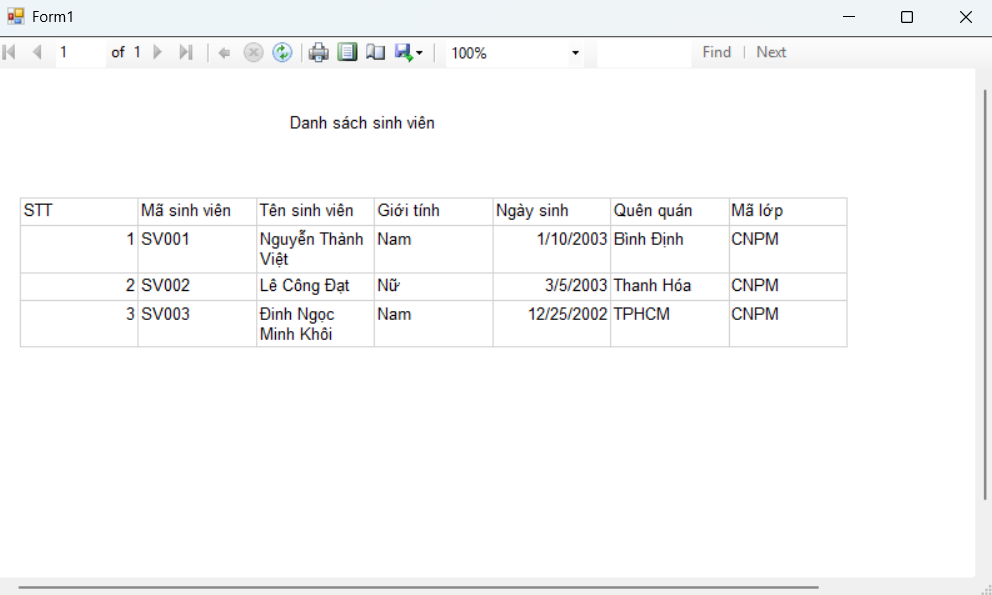 Form1
1 of 1 100% Find Next
Danh sách sinh viên
STT Mã sinh viên Tên sinh viên Giới tính Ngày sinh Quên quán Mã lớp
1 SV001 Nguyễn Thành Nam 1/10/2003 Bình Định CNPM
Việt
2 SV002 Lê Công Đạt Nữ 3/5/2003 Thanh Hóa CNPM
3 SV003 Đinh Ngọc Nam 12/25/2002 TPHCM CNPM
Minh Khôi